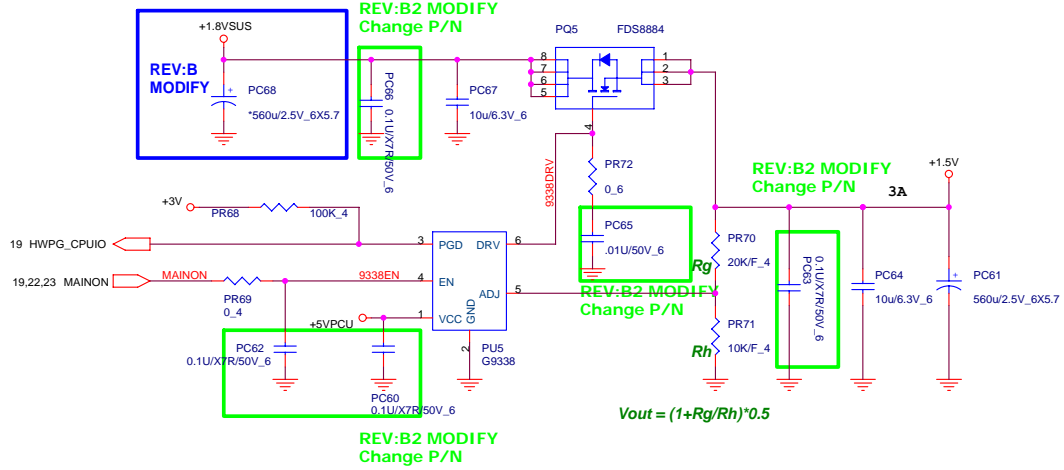 REV:B2 MODIFY
Change P/N
+1.8VSUS
REV:B
MODIFY
PC68
*560u/2.5V_6X5.7
PC66
0.1U/X7R/50V_6
PC67
10u/6.3V_6
PQ5
FDS8884
8
7
6
5
1
2
3
4
9338DRV
PR72
0_6
PC65
.01U/50V_6
REV:B2 MODIFY
Change P/N
+1.5V
REV:B2 MODIFY
Change P/N
3A
+3V
PR68
100K_4
19 HWPG_CPUIO
19,22,23 MAINON
MAINON
PR69
0_4
9338EN
+5VPCU
3
4
1
2
6
5
PGD
EN
VCC
GND
DRV
ADJ
PU5
G9338
PC62
0.1U/X7R/50V_6
PC60
0.1U/X7R/50V_6
REV:B2 MODIFY
Change P/N
Rg
PR70
20K/F_4
Rh
PR71
10K/F_4
PC63
0.1U/X7R/50V_6
PC64
10u/6.3V_6
PC61
560u/2.5V_6X5.7
Vout = (1+Rg/Rh)*0.5